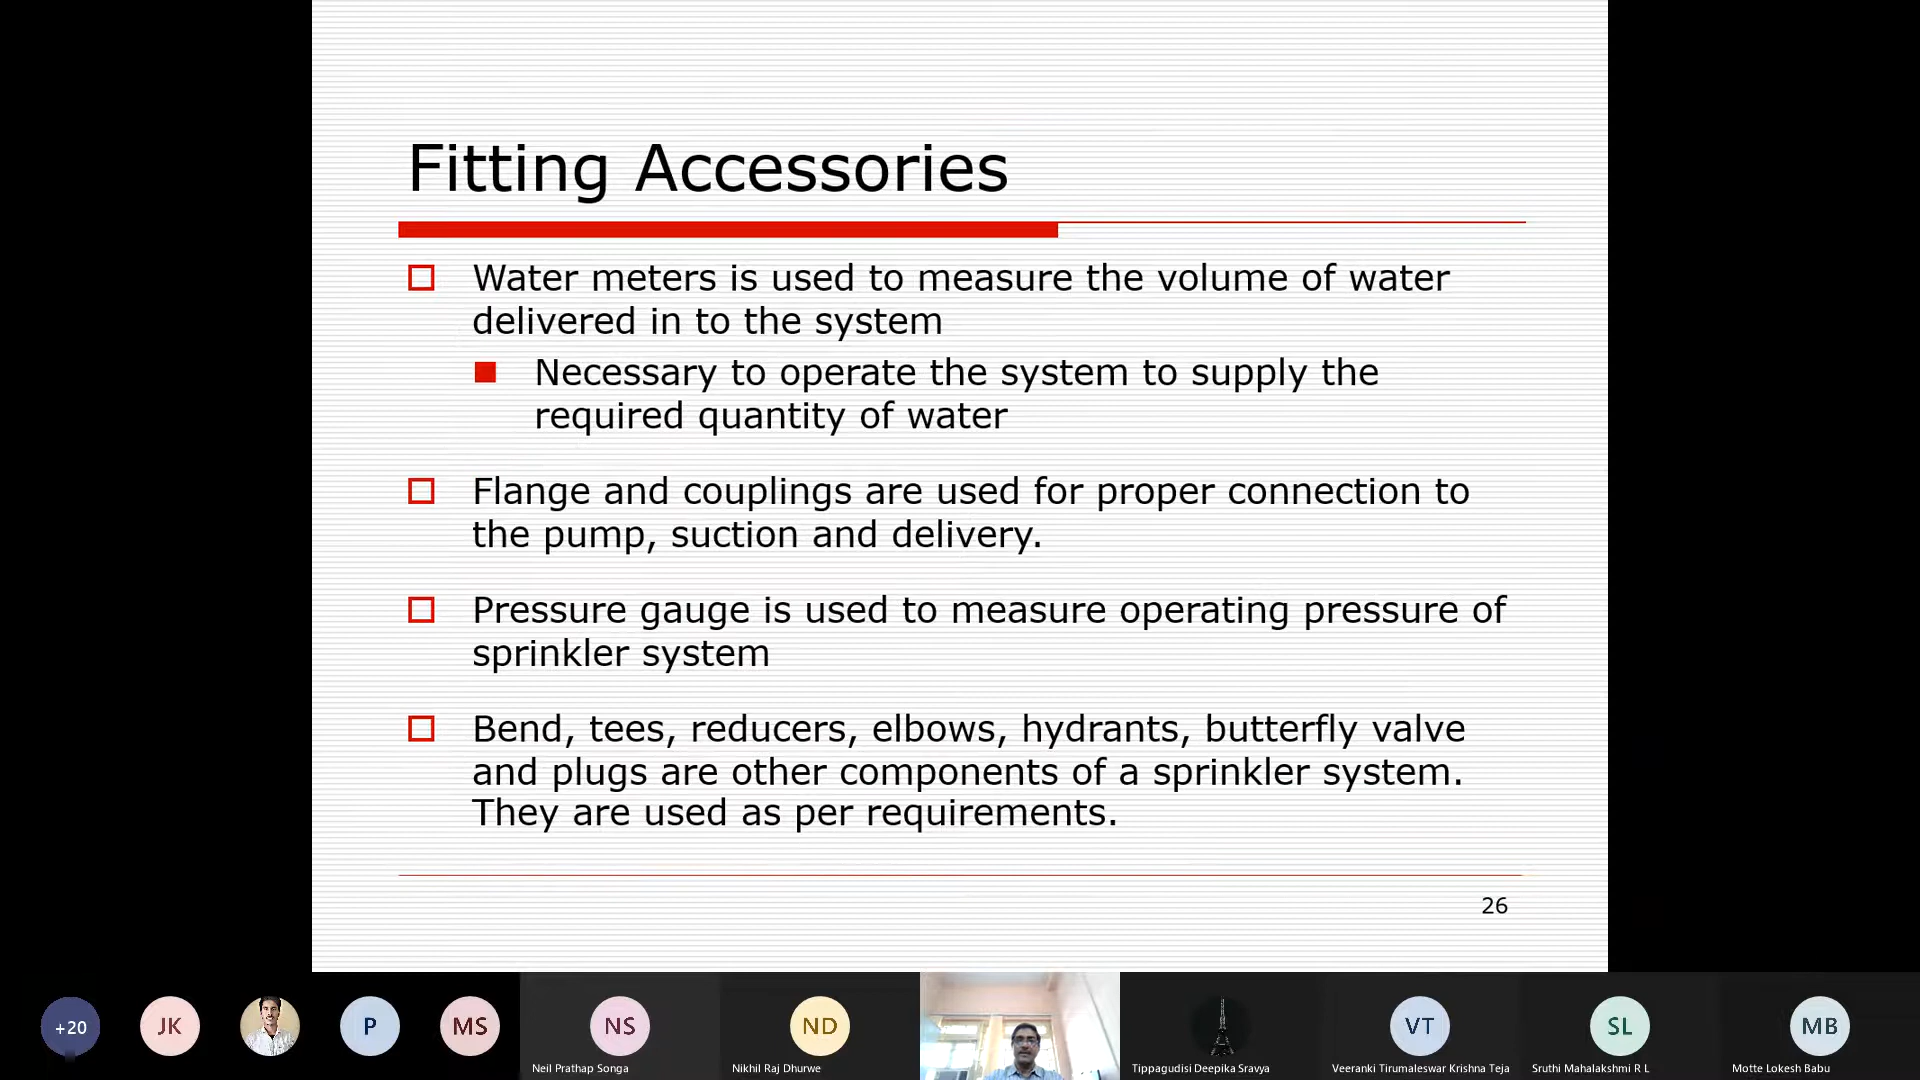 Fitting Accessories
Water meters is used to measure the volume of water
delivered in to the system
Necessary to operate the system to supply the
required quantity of water
Flange and couplings are used for proper connection to
the pump, suction and delivery.
Pressure gauge is used to measure operating pressure of
sprinkler system
Bend, tees, reducers, elbows, hydrants, butterfly valve
and plugs are other components of a sprinkler system.
They are used as per requirements.
26
+20
JK
P
MS
NS
ND
VT
SL
MB
Neil Prathap Songa
Nikhil Raj Dhurwe
Tippagudisi Deepika Sravya
Veeranki Tirumaleswar Krishna Teja
Sruthi Mahalakshmi R L
Motte Lokesh Babu